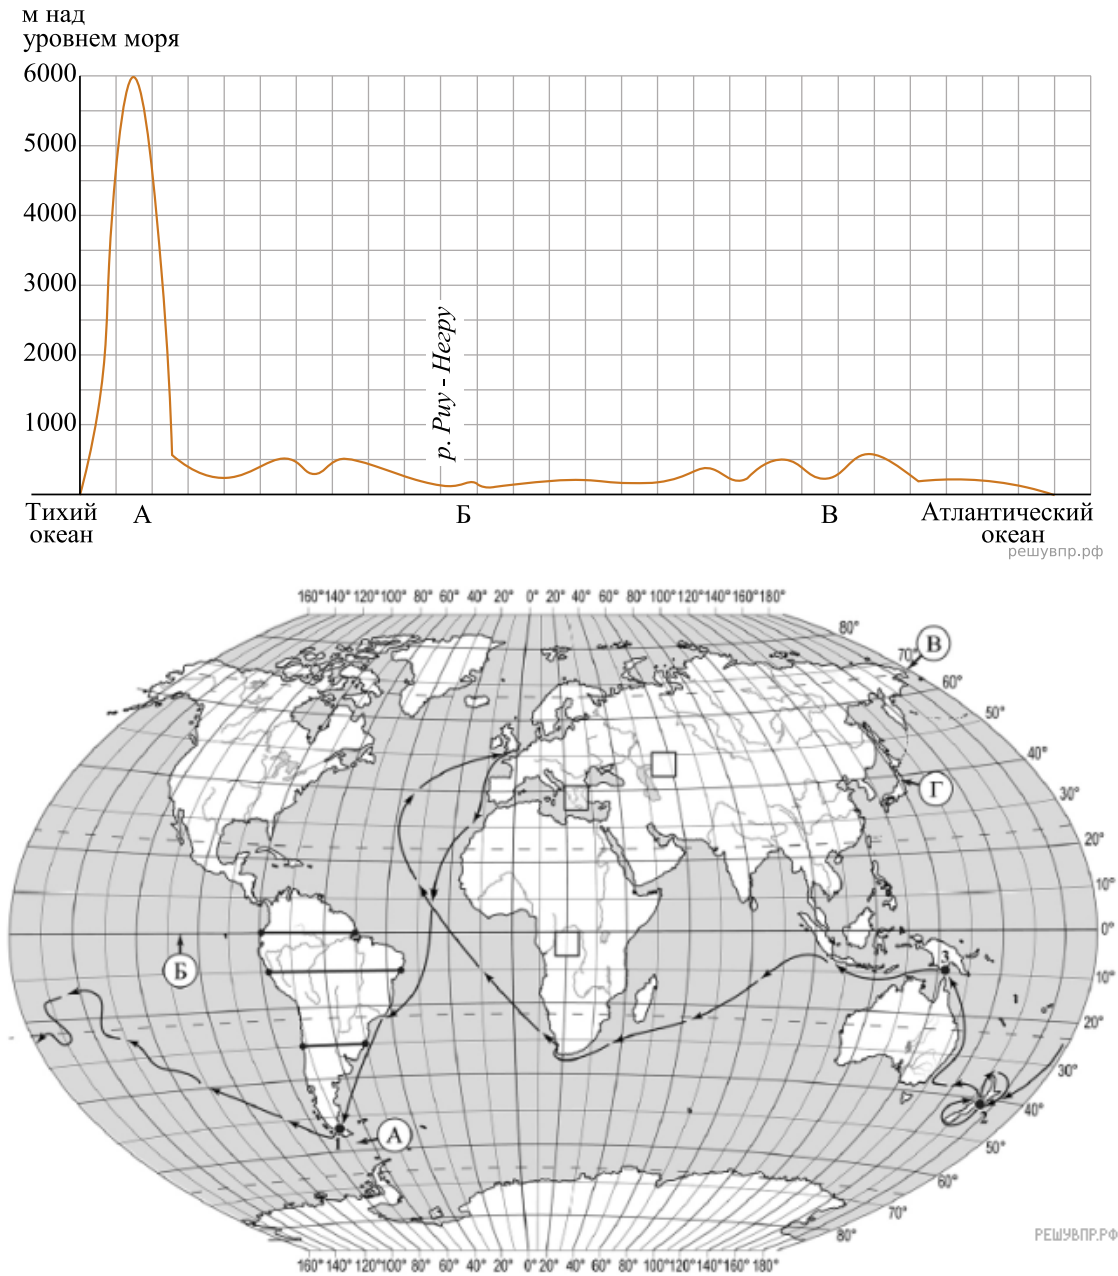 м над
уровнем моря
6000
5000
4000
3000
2000
1000
р. Риу - Негру
Тихий
океан
А
Б
В
Атлантический
океан
решувпр.рф
160° 140° 120° 100° 80° 60° 40° 20° 0° 20° 40° 60° 80° 100° 120° 140° 160° 180°
80°
В
70°
60°
50°
40°
Г
30°
20°
10°
0°
Б
3
10°
20°
30°
40°
2
А
1
50°
60°
70°
80°
РЕШУВПР.РФ
160° 140° 120° 100° 80° 60° 40° 20° 0° 20° 40° 60° 80° 100° 120° 140° 160° 180°